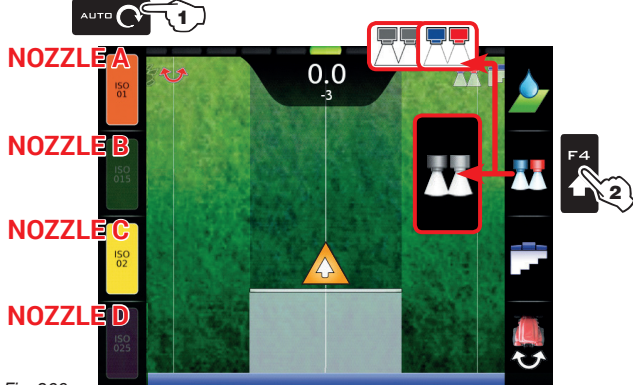 AUTO
1
NOZZLE A
ISO
01
0.0
-3
NOZZLE B
ISO
015
F4
2
NOZZLE C
ISO
02
NOZZLE D
ISO
025